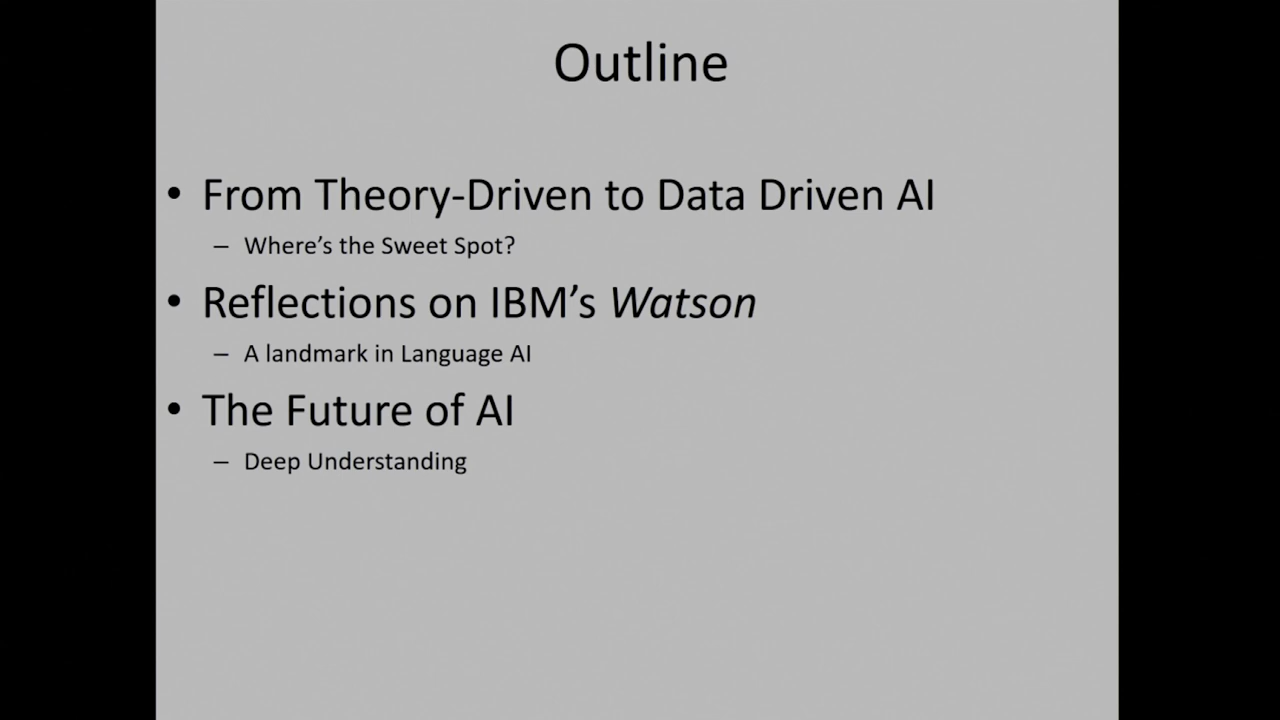 Outline
• From Theory-Driven to Data Driven AI
– Where's the Sweet Spot?
• Reflections on IBM's Watson
– A landmark in Language AI
• The Future of AI
– Deep Understanding